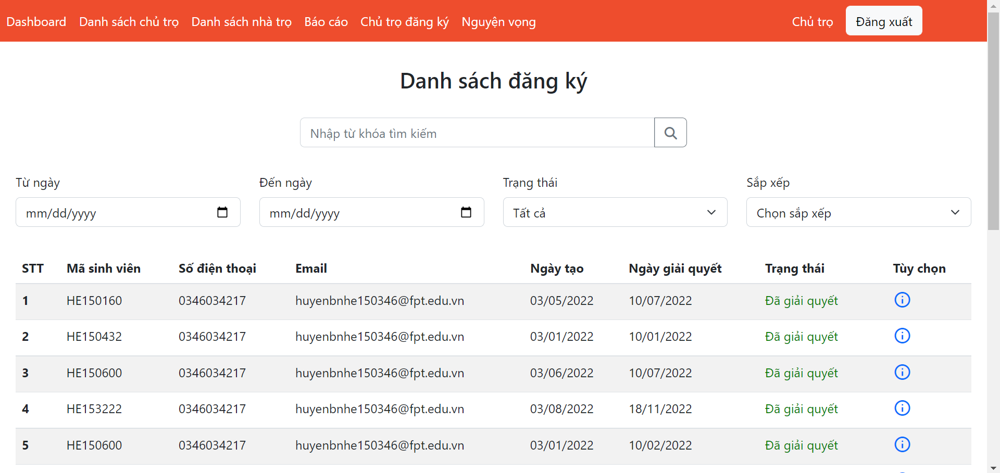 Dashboard Danh sách chủ trọ Danh sách nhà trọ Báo cáo Chủ trọ đăng ký Nguyện vọng Chủ trọ Đăng xuất
Danh sách đăng ký
Nhập từ khóa tìm kiếm
Từ ngày Đến ngày Trạng thái Sắp xếp
mm/dd/yyyy mm/dd/yyyy Tất cả Chọn sắp xếp
STT Mã sinh viên Số điện thoại Email Ngày tạo Ngày giải quyết Trạng thái Tùy chọn
1 HE150160 0346034217 huyenbnhe150346@fpt.edu.vn 03/05/2022 10/07/2022 Đã giải quyết
2 HE150432 0346034217 huyenbnhe150346@fpt.edu.vn 03/01/2022 10/01/2022 Đã giải quyết
3 HE150600 0346034217 huyenbnhe150346@fpt.edu.vn 03/06/2022 10/07/2022 Đã giải quyết
4 HE153222 0346034217 huyenbnhe150346@fpt.edu.vn 03/08/2022 18/11/2022 Đã giải quyết
5 HE150600 0346034217 huyenbnhe150346@fpt.edu.vn 03/01/2022 10/02/2022 Đã giải quyết